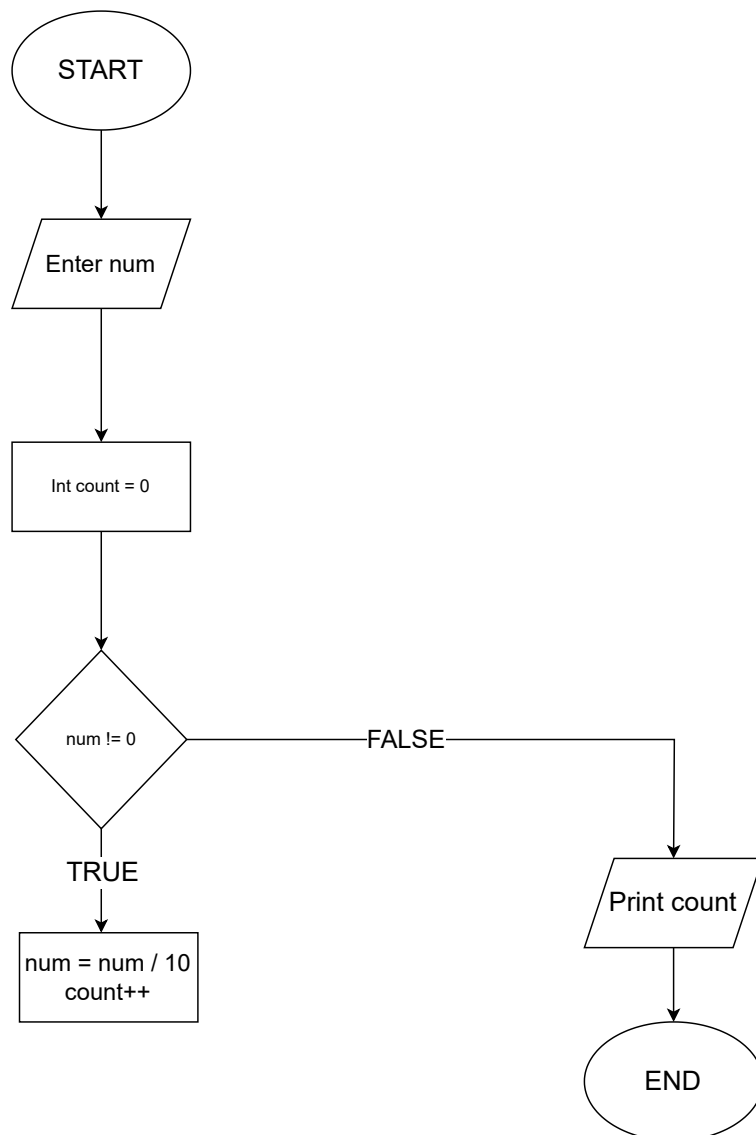 START
Enter num
Int count = 0
num != 0
FALSE
TRUE
Print count
num = num / 10
count++
END